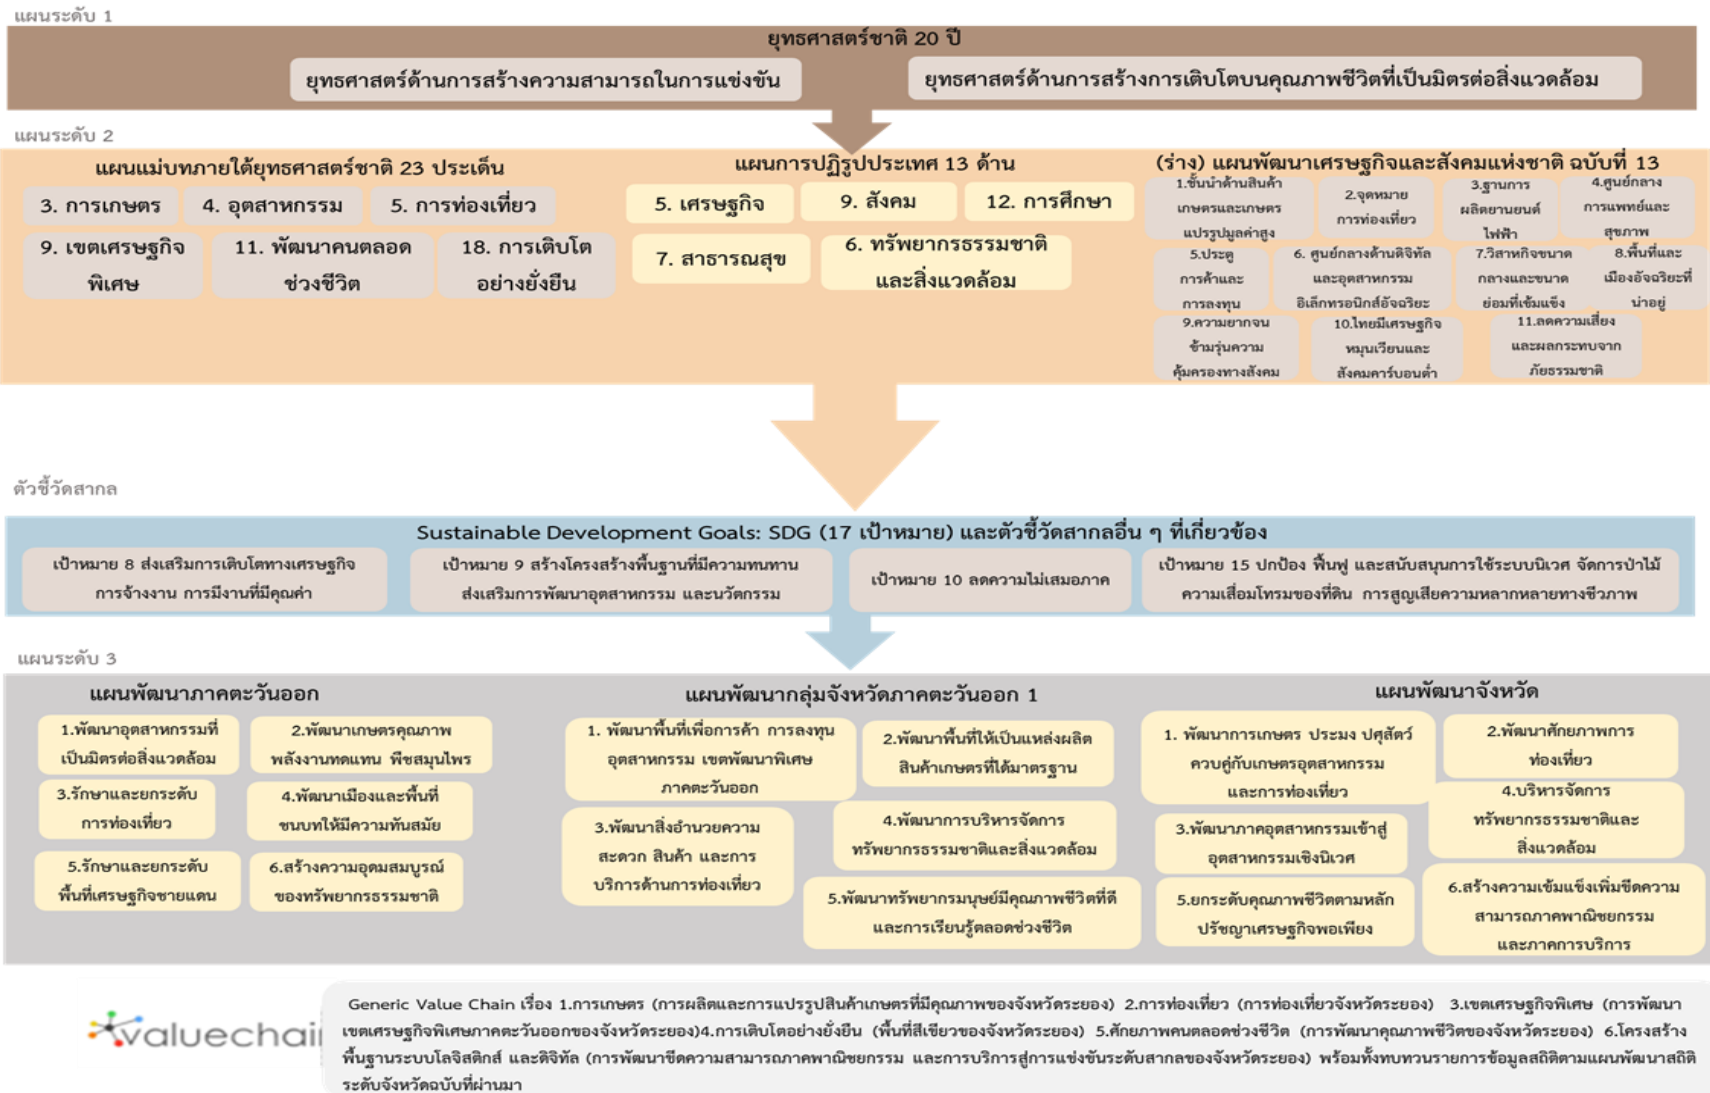 แผนระดับ 1
ยุทธศาสตร์ชาติ 20 ปี
ยุทธศาสตร์ด้านการสร้างความสามารถในการแข่งขัน
ยุทธศาสตร์ด้านการสร้างการเติบโตบนคุณภาพชีวิตที่เป็นมิตรต่อสิ่งแวดล้อม
แผนระดับ 2
แผนแม่บทภายใต้ยุทธศาสตร์ชาติ 23 ประเด็น
3. การเกษตร
4. อุตสาหกรรม
5. การท่องเที่ยว
9. เขตเศรษฐกิจ
พิเศษ
11. พัฒนาคนตลอด
ช่วงชีวิต
18. การเติบโต
อย่างยั่งยืน
แผนการปฏิรูปประเทศ 13 ด้าน
5. เศรษฐกิจ
9. สังคม
12. การศึกษา
7. สาธารณสุข
6. ทรัพยากรธรรมชาติ
และสิ่งแวดล้อม
(ร่าง) แผนพัฒนาเศรษฐกิจและสังคมแห่งชาติ ฉบับที่ 13
1.ชั้นนำด้านสินค้า
เกษตรและเกษตร
แปรรูปมูลค่าสูง
2.จุดหมาย
การท่องเที่ยว
3.ฐานการ
ผลิตยานยนต์
ไฟฟ้า
4.ศูนย์กลาง
การแพทย์และ
สุขภาพ
5.ประตู
การค้าและ
การลงทุน
6. ศูนย์กลางด้านดิจิทัล
และอุตสาหกรรม
อิเล็กทรอนิกส์อัจฉริยะ
7.วิสาหกิจขนาด
กลางและขนาด
ย่อมที่เข้มแข็ง
8.พื้นที่และ
เมืองอัจฉริยะที่
น่าอยู่
9.ความยากจน
ข้ามรุ่นความ
คุ้มครองทางสังคม
10.ไทยมีเศรษฐกิจ
หมุนเวียนและ
สังคมคาร์บอนต่ำ
11.ลดความเสี่ยง
และผลกระทบจาก
ภัยธรรมชาติ
ตัวชี้วัดสากล
Sustainable Development Goals: SDG (17 เป้าหมาย) และตัวชี้วัดสากลอื่น ๆ ที่เกี่ยวข้อง
เป้าหมาย 8 ส่งเสริมการเติบโตทางเศรษฐกิจ
การจ้างงาน การมีงานที่มีคุณค่า
เป้าหมาย 9 สร้างโครงสร้างพื้นฐานที่มีความทนทาน
ส่งเสริมการพัฒนาอุตสาหกรรม และนวัตกรรม
เป้าหมาย 10 ลดความไม่เสมอภาค
เป้าหมาย 15 ปกป้อง ฟื้นฟู และสนับสนุนการใช้ระบบนิเวศ จัดการป่าไม้
ความเสื่อมโทรมของที่ดิน การสูญเสียความหลากหลายทางชีวภาพ
แผนระดับ 3
แผนพัฒนาภาคตะวันออก
1.พัฒนาอุตสาหกรรมที่
เป็นมิตรต่อสิ่งแวดล้อม
2.พัฒนาเกษตรคุณภาพ
พลังงานทดแทน พืชสมุนไพร
3.รักษาและยกระดับ
การท่องเที่ยว
4.พัฒนาเมืองและพื้นที่
ชนบทให้มีความทันสมัย
5.รักษาและยกระดับ
พื้นที่เศรษฐกิจชายแดน
6.สร้างความอุดมสมบูรณ์
ของทรัพยากรธรรมชาติ
แผนพัฒนากลุ่มจังหวัดภาคตะวันออก 1
1. พัฒนาพื้นที่เพื่อการค้า การลงทุน
อุตสาหกรรม เขตพัฒนาพิเศษ
ภาคตะวันออก
2.พัฒนาพื้นที่ให้เป็นแหล่งผลิต
สินค้าเกษตรที่ได้มาตรฐาน
3.พัฒนาสิ่งอำนวยความ
สะดวก สินค้า และการ
บริการด้านการท่องเที่ยว
4.พัฒนาการบริหารจัดการ
ทรัพยากรธรรมชาติและสิ่งแวดล้อม
5.พัฒนาทรัพยากรมนุษย์มีคุณภาพชีวิตที่ดี
และการเรียนรู้ตลอดช่วงชีวิต
แผนพัฒนาจังหวัด
1. พัฒนาการเกษตร ประมง ปศุสัตว์
ควบคู่กับเกษตรอุตสาหกรรม
และการท่องเที่ยว
2.พัฒนาศักยภาพการ
ท่องเที่ยว
3.พัฒนาภาคอุตสาหกรรมเข้าสู่
อุตสาหกรรมเชิงนิเวศ
4.บริหารจัดการ
ทรัพยากรธรรมชาติและ
สิ่งแวดล้อม
5.ยกระดับคุณภาพชีวิตตามหลัก
ปรัชญาเศรษฐกิจพอเพียง
6.สร้างความเข้มแข็งเพิ่มขีดความ
สามารถภาคพาณิชยกรรม
และภาคการบริการ
valuechai
Generic Value Chain เรื่อง 1.การเกษตร (การผลิตและการแปรรูปสินค้าเกษตรที่มีคุณภาพของจังหวัดระยอง) 2.การท่องเที่ยว (การท่องเที่ยวจังหวัดระยอง) 3.เขตเศรษฐกิจพิเศษ (การพัฒนา
เขตเศรษฐกิจพิเศษภาคตะวันออกของจังหวัดระยอง)4.การเติบโตอย่างยั่งยืน (พื้นที่สีเขียวของจังหวัดระยอง) 5.ศักยภาพคนตลอดช่วงชีวิต (การพัฒนาคุณภาพชีวิตของจังหวัดระยอง) 6.โครงสร้าง
พื้นฐานระบบโลจิสติกส์ และดิจิทัล (การพัฒนาขีดความสามารถภาคพาณิชยกรรม และการบริการสู่การแข่งขันระดับสากลของจังหวัดระยอง) พร้อมทั้งทบทวนรายการข้อมูลสถิติตามแผนพัฒนาสถิติ
ระดับจังหวัดฉบับที่ผ่านมา